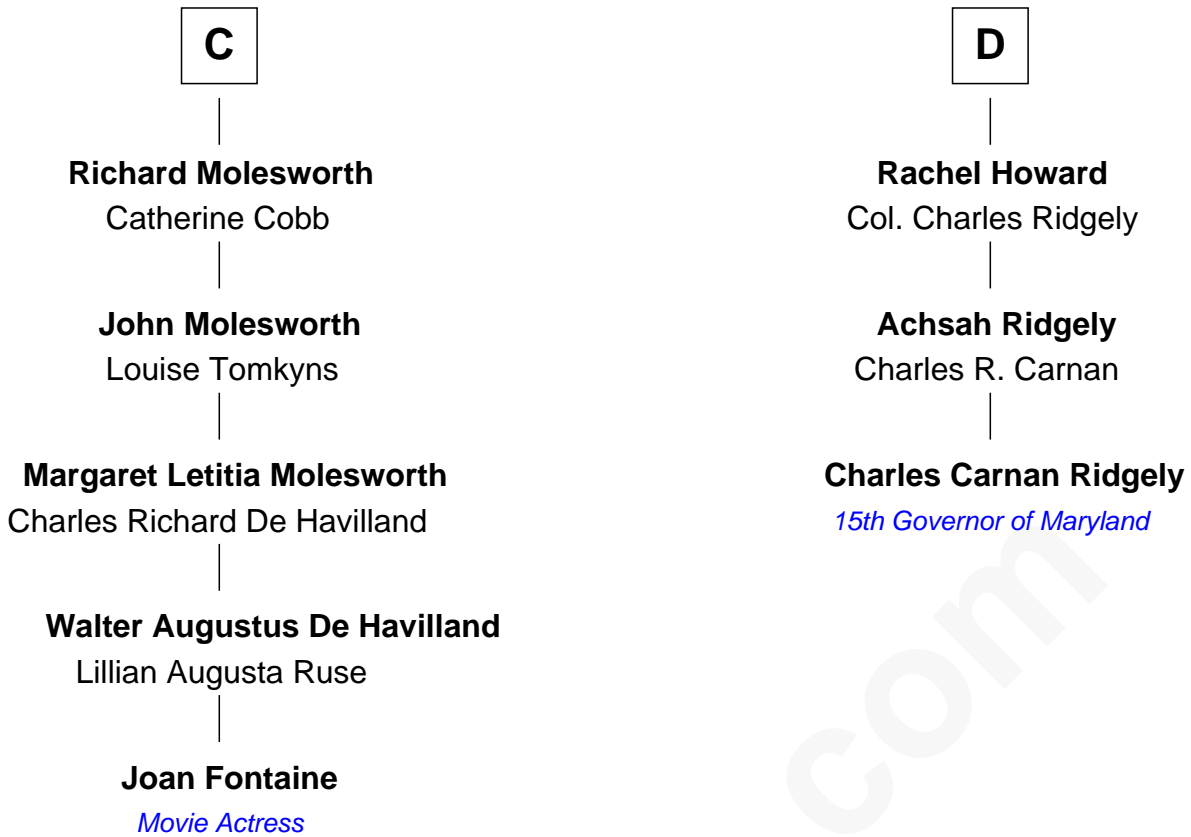 C
Richard Molesworth
Catherine Cobb
John Molesworth
Louise Tomkyns
Margaret Letitia Molesworth
Charles Richard De Havilland
Walter Augustus De Havilland
Lillian Augusta Ruse
Joan Fontaine
Movie Actress
D
Rachel Howard
Col. Charles Ridgely
Achsah Ridgely
Charles R. Carnan
Charles Carnan Ridgely
15th Governor of Maryland
com